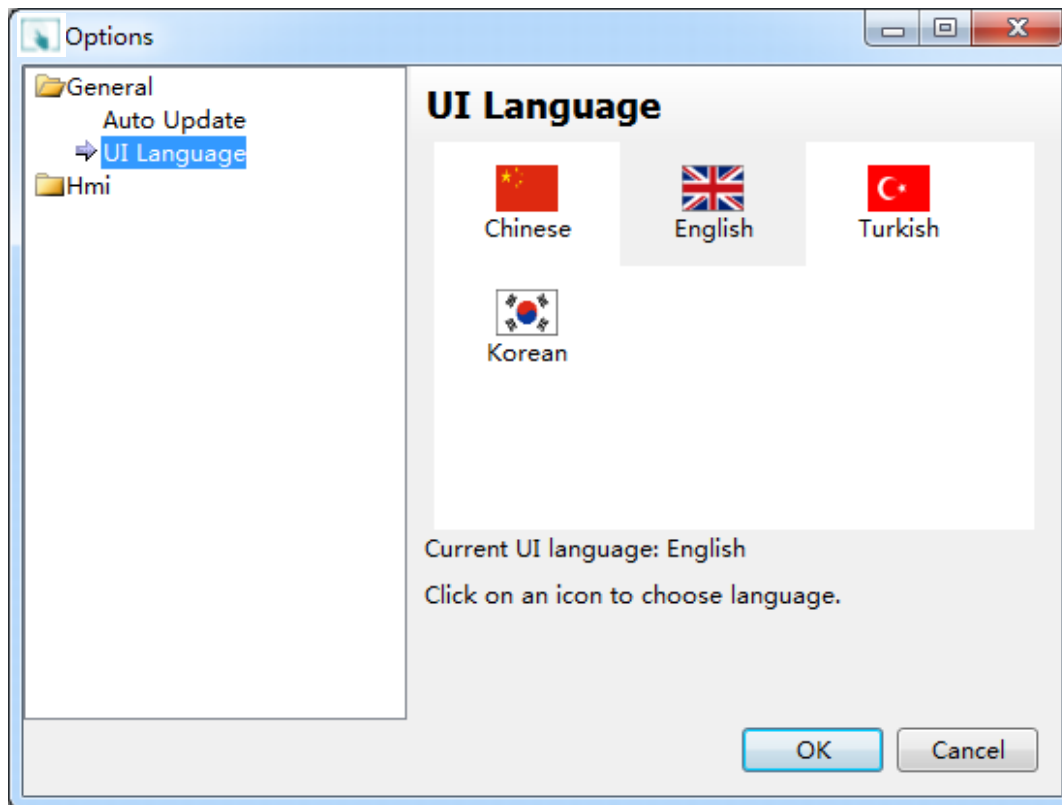 Options
General
Auto Update
UI Language
Hmi
UI Language
Chinese
English
Turkish
Korean
Current UI language: English
Click on an icon to choose language.
OK
Cancel